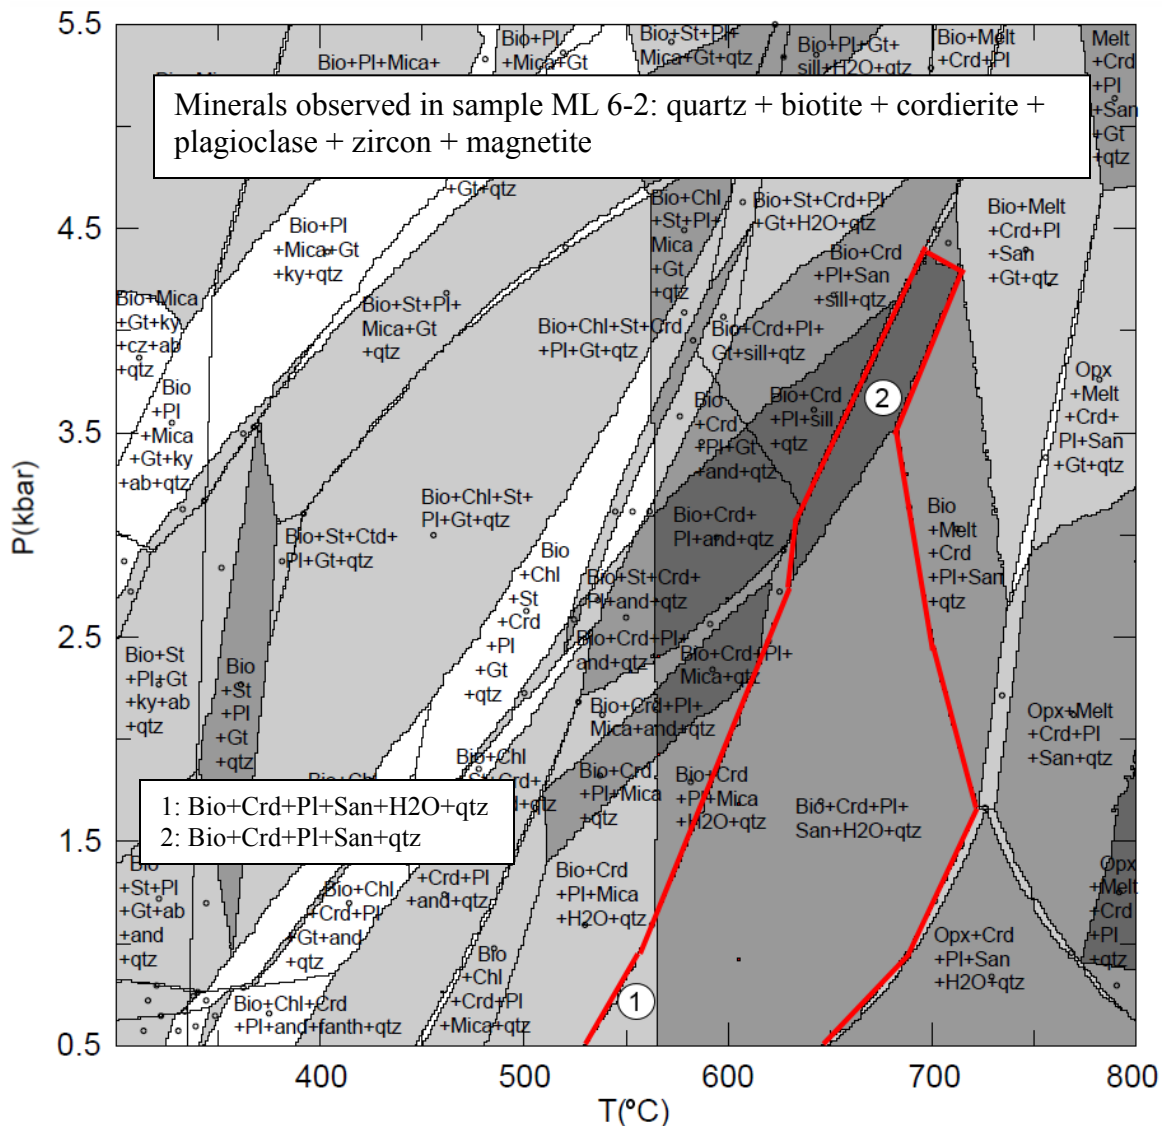 5.5
4.5
3.5
2.5
1.5
0.5
P(kbar)
400
500
600
700
800
T(°C)
Minerals observed in sample ML 6-2: quartz + biotite + cordierite +
plagioclase + zircon + magnetite
1: Bio+Crd+Pl+San+H2O+qtz
2: Bio+Crd+Pl+San+qtz
Bio+Pl+Mica+
Bio+Pl
+Mica+Gt
Bio+St+Pl+
Mica+Gt+qtz
Bio+Pl+Gt+
sill+H2O+qtz
Bio+Melt
+Crd+Pl
Melt
+Crd
+Pl
+San
+Gt
+qtz
+Gt+qtz
Bio+Pl
+Mica+Gt
+ky+qtz
Bio+Chl
+St+Pl+
Mica
+Gt
+qtz
Bio+St+Crd+Pl
+Gt+H2O+qtz
Bio+Crd
+Pl+San
+sill+qtz
Bio+Melt
+Crd+Pl
+San
+Gt+qtz
Bio+Mica
+Gt+ky
+cz+ab
+qtz
Bio+St+Pl+
Mica+Gt
+qtz
Bio+Chl+St+Crd
+Pl+Gt+qtz
Bio+Crd+Pl+
Gt+sill+qtz
Bio
+Pl
+Mica
+Gt+ky
ab+qtz
Bio
+Crd
+Pl+Gt
+and+qtz
Bio+Crd
+Pl+sill
+qtz
2
Opx
+Melt
+Crd+
Pl+San
+Gt+qtz
Bio+Chl+St+
Pl+Gt+qtz
Bio+Crd+
Pl+and+qtz
Bio
+Melt
+Crd
+Pl+San
+qtz
Bio+St+Ctd+
Pl+Gt+qtz
Bio
+Chl
+St
+Crd
+Pl
+Gt
+qtz
Bio+St+Crd+
Pl+and+qtz
Bio+Crd+Pl+
and+qtz
Bio+Crd+Pl+
Mica+qtz
Bio+St
+Pl+Gt
+ky+ab
+qtz
Bio
+St
+Pl
+Gt
+qtz
Bio+Crd+Pl+
Mica+and+qtz
Opx+Melt
+Crd+Pl
+San+qtz
Bio+Chl
Bio+Crd
+Pl+Mica
+qtz
Bio+Crd
+Pl+Mica
+H2O+qtz
Bio+Crd+Pl+
San+H2O+qtz
Bio
+St+Pl
+Gt+ab
+and
+qtz
Bio+Chl
+Crd+Pl
+Gt+and
+qtz
+Crd+Pl
+and+qtz
Bio+Crd
+Pl+Mica
+H2O+qtz
Opx
+Melt
+Crd
+Pl
+qtz
Bio
+Chl
+Crd+Pl
+Mica+qtz
Opx+Crd
+Pl+San
+H2O+qtz
Bio+Chl+Crd
+Pl+and+fanth+qtz
1